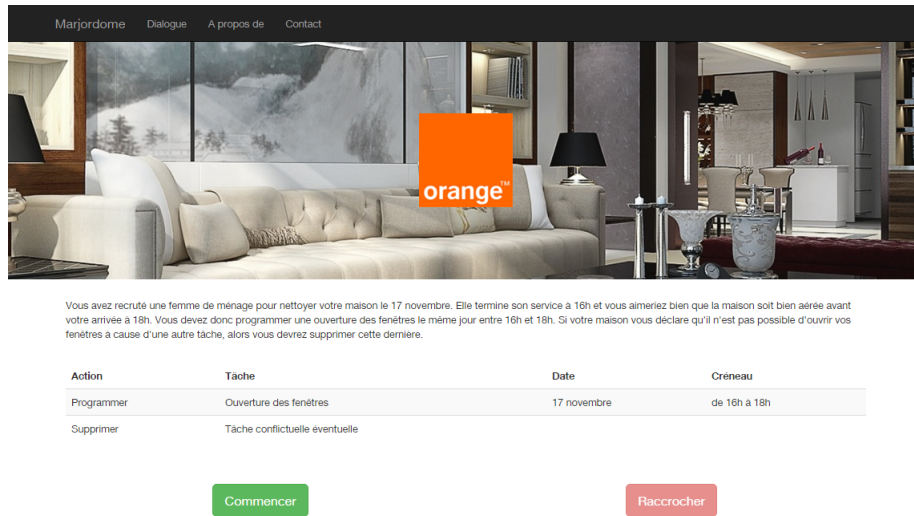 Marjordome Dialogue A propos de Contact
orange™
Vous avez recruté une femme de ménage pour nettoyer votre maison le 17 novembre. Elle termine son service à 16h et vous aimeriez bien que la maison soit bien aérée avant
votre arrivée à 18h. Vous devez donc programmer une ouverture des fenêtres le même jour entre 16h et 18h. Si votre maison vous déclare qu'il n'est pas possible d'ouvrir vos
fenêtres à cause d'une autre tâche, alors vous devrez supprimer cette dernière.
Action Tâche Date Créneau
Programmer Ouverture des fenêtres 17 novembre de 16h à 18h
Supprimer Tâche conflictuelle éventuelle
Commencer Raccrocher